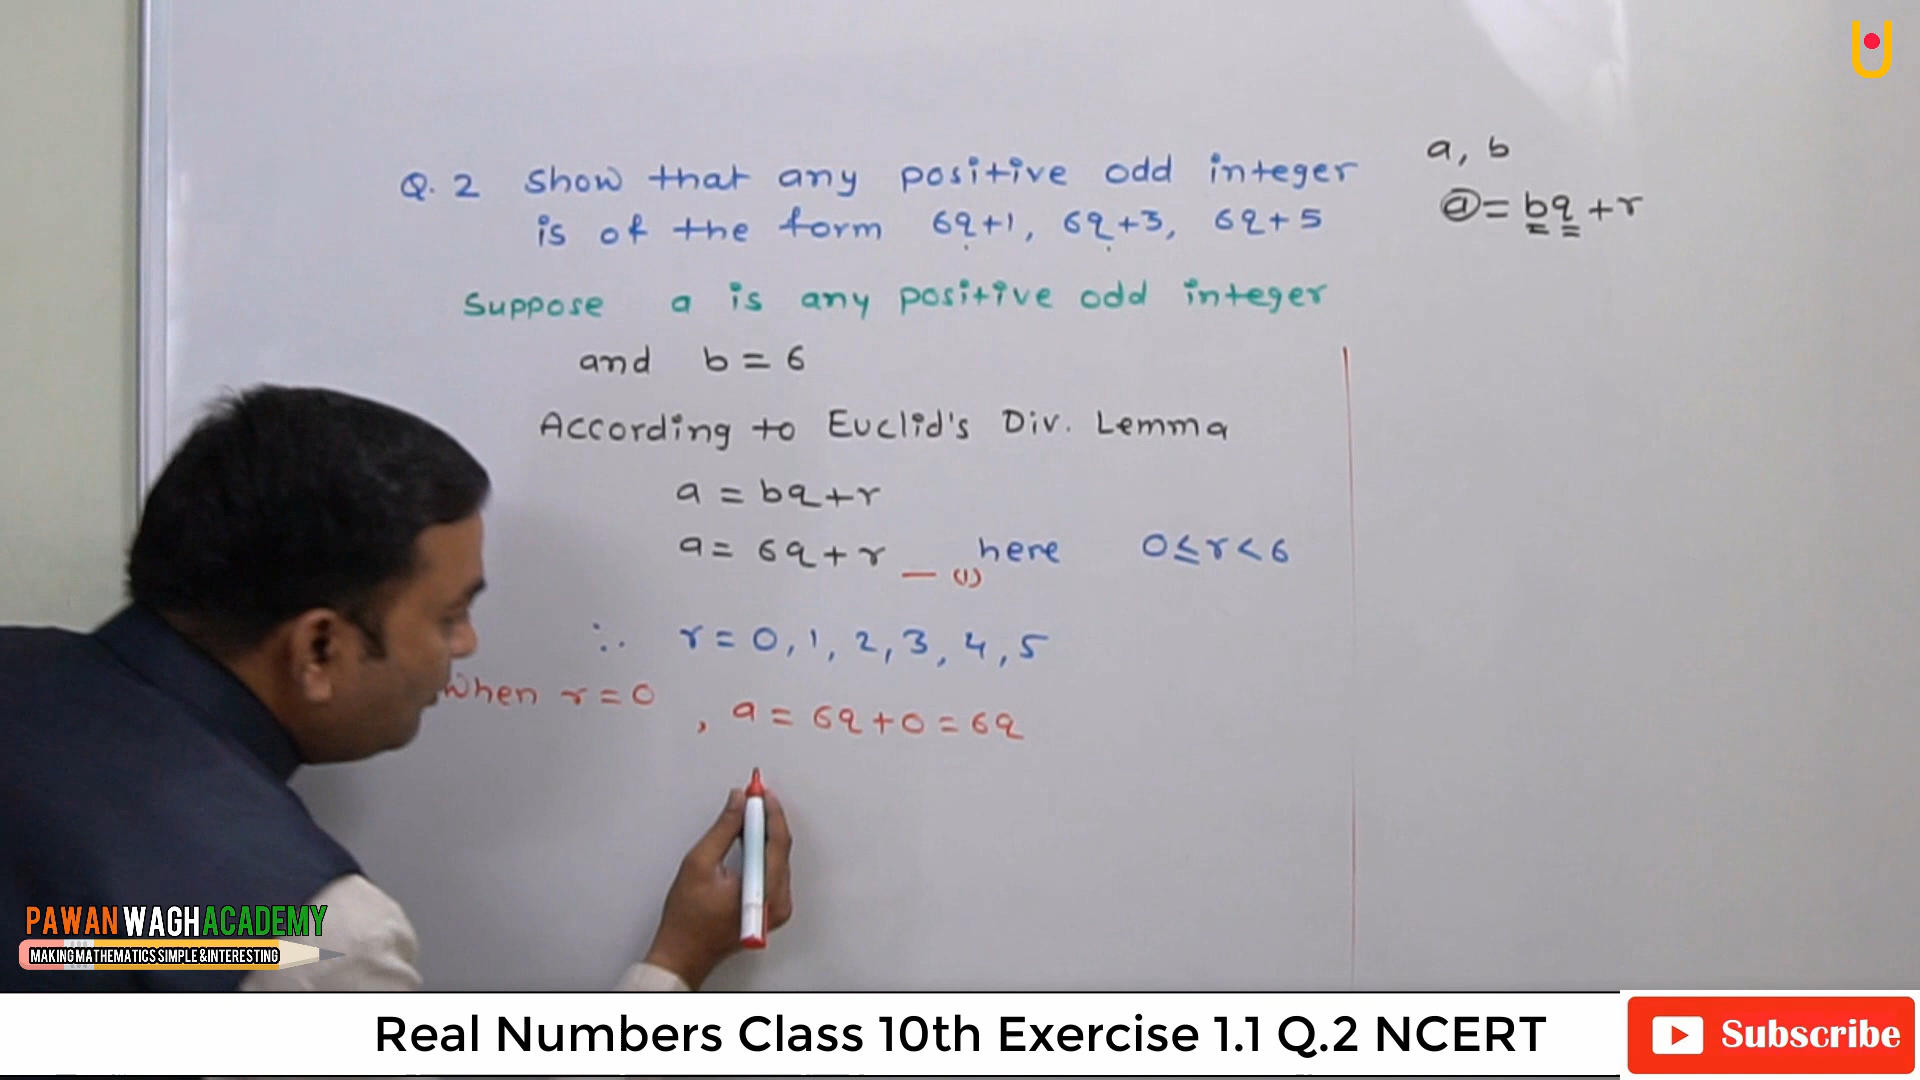 Q. 2 Show that any positive odd integer
is of the form 6q+1, 6q+3, 6q+5
Suppose a is any positive odd integer
and b = 6
According to Euclid's Div. Lemma
a = bq+r
a = 6q+r — (1) here 0≤r<6
∴ r = 0, 1, 2, 3, 4, 5
When r = 0, a = 6q+0 = 6q
a, b
a = bq+r
PAWAN WAGH ACADEMY
MAKING MATHEMATICS SIMPLE & INTERESTING
Real Numbers Class 10th Exercise 1.1 Q.2 NCERT
Subscribe